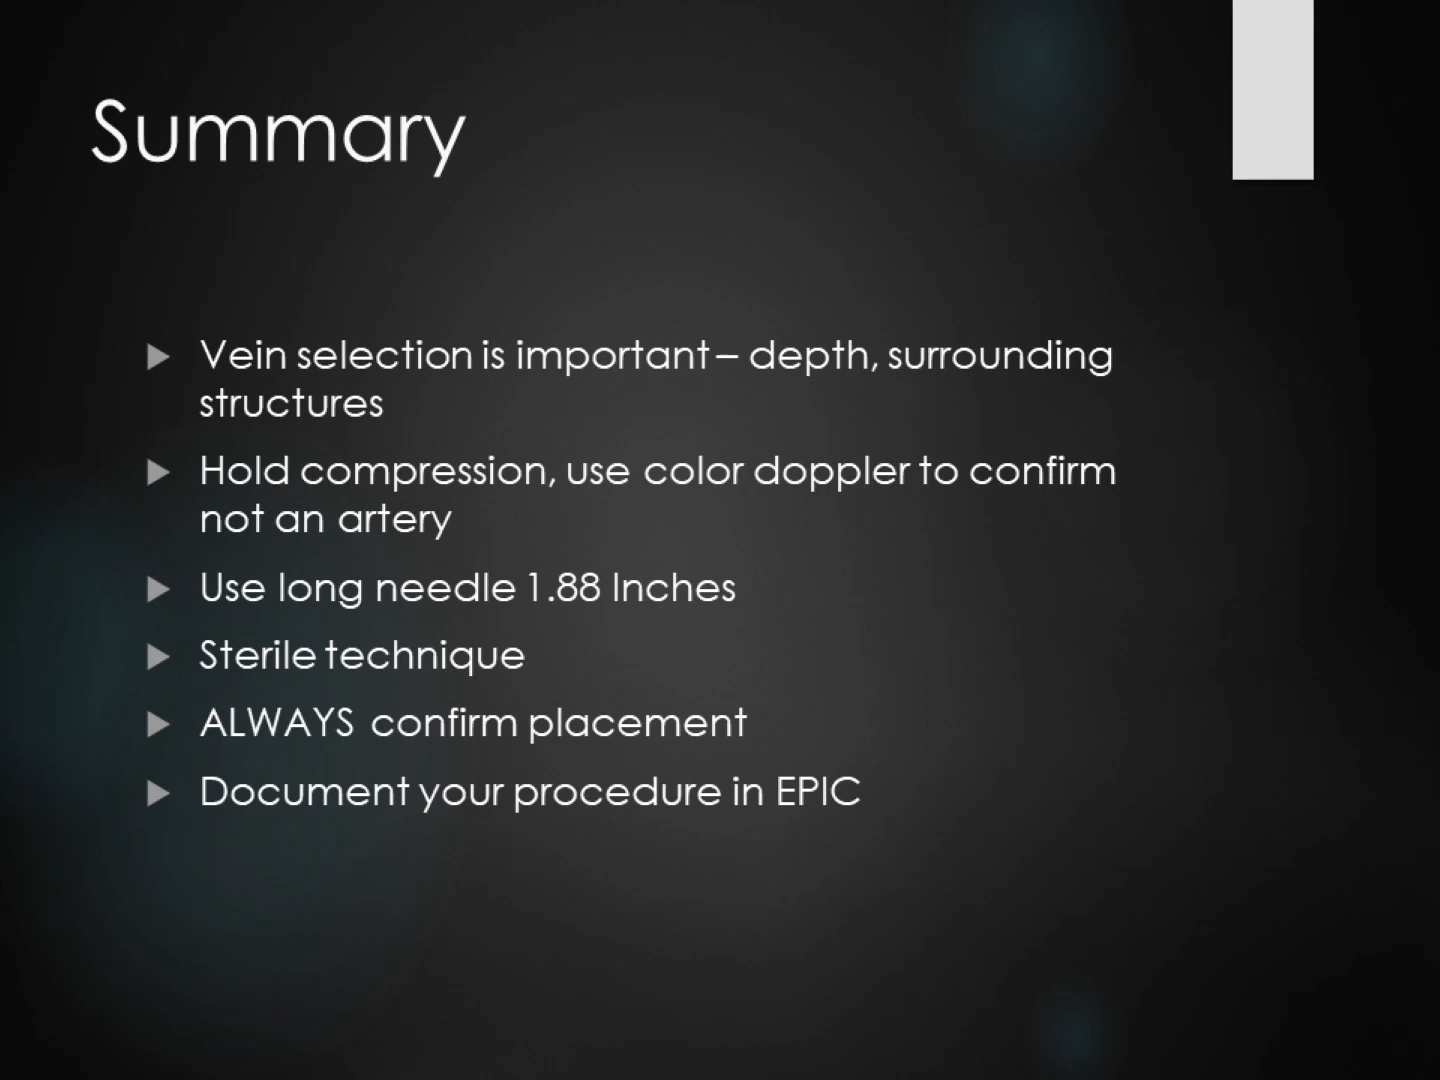 Summary
Vein selection is important – depth, surrounding
structures
Hold compression, use color doppler to confirm
not an artery
Use long needle 1.88 Inches
Sterile technique
ALWAYS confirm placement
Document your procedure in EPIC